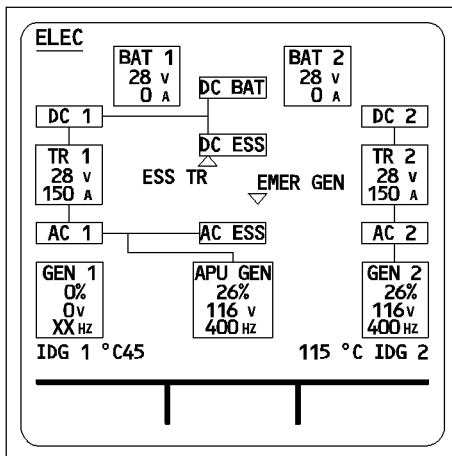 ELEC
BAT 1
28 V
0 A
BAT 2
28 V
0 A
DC BAT
DC 1
DC 2
DC ESS
TR 1
28 V
150 A
ESS TR
EMER GEN
TR 2
28 V
150 A
AC 1
AC ESS
AC 2
GEN 1
0%
0V
XX HZ
APU GEN
26%
116 V
400 HZ
GEN 2
26%
116V
400 HZ
IDG 1 °C45
115 °C IDG 2